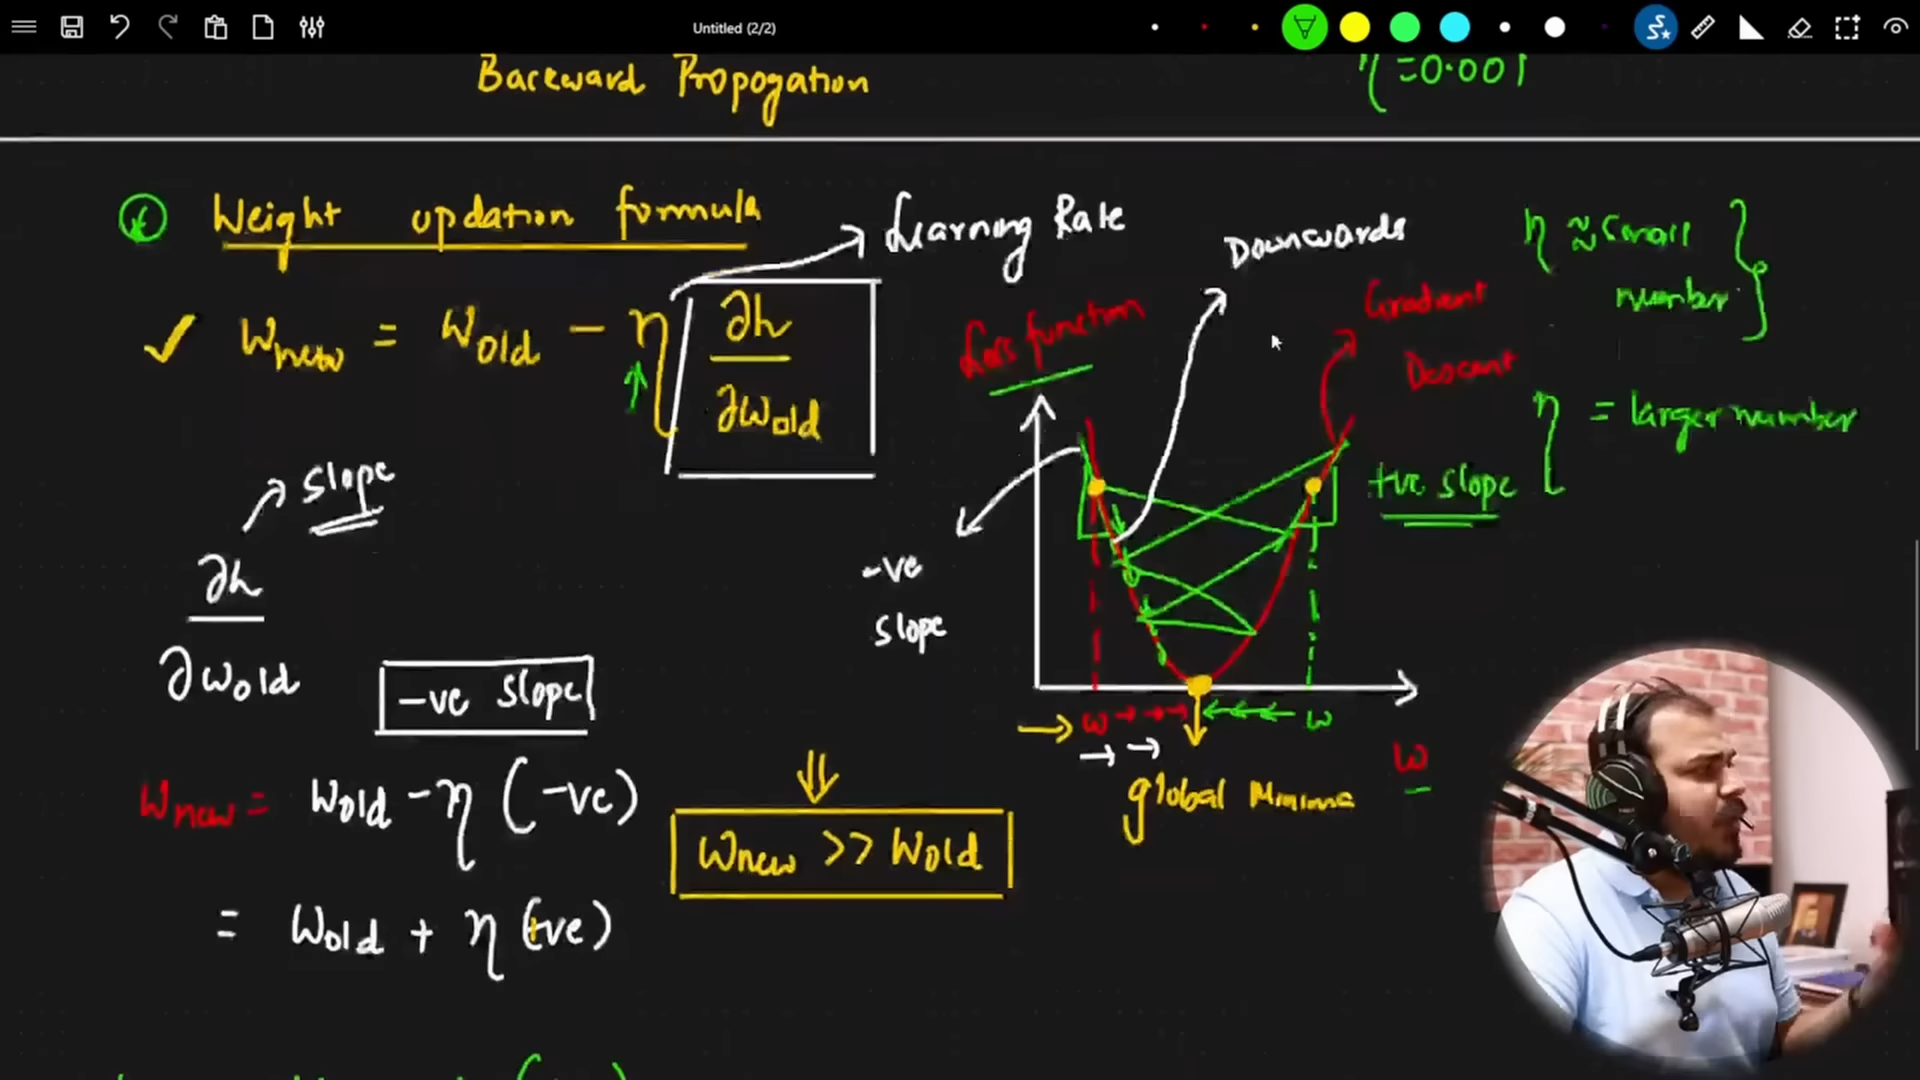 Untitled (2/2)
Backward Propogation
η = 0.001
Weight updation formula
Learning Rate
Downwards
η ≈ Small
number
✓ Wnew = Wold - η ∂h
∂Wold
Loss function
Gradient
Descent
η = larger number
+ve slope
slope
∂h
∂Wold
-ve
slope
-ve slope
w
w
w
global Minima
Wnew = Wold - η (-ve)
Wnew >> Wold
= Wold + η (+ve)